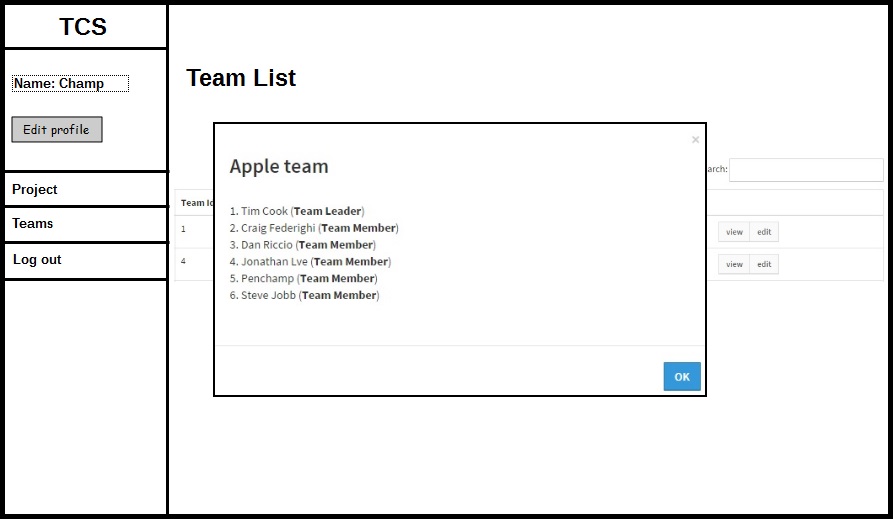 TCS
Name: Champ
Edit profile
Project
Teams
Log out
Team List
×
Apple team
1. Tim Cook (Team Leader)
2. Craig Federighi (Team Member)
3. Dan Riccio (Team Member)
4. Jonathan Lve (Team Member)
5. Penchamp (Team Member)
6. Steve Jobb (Team Member)
OK
arch:
Team
1 view edit
4 view edit